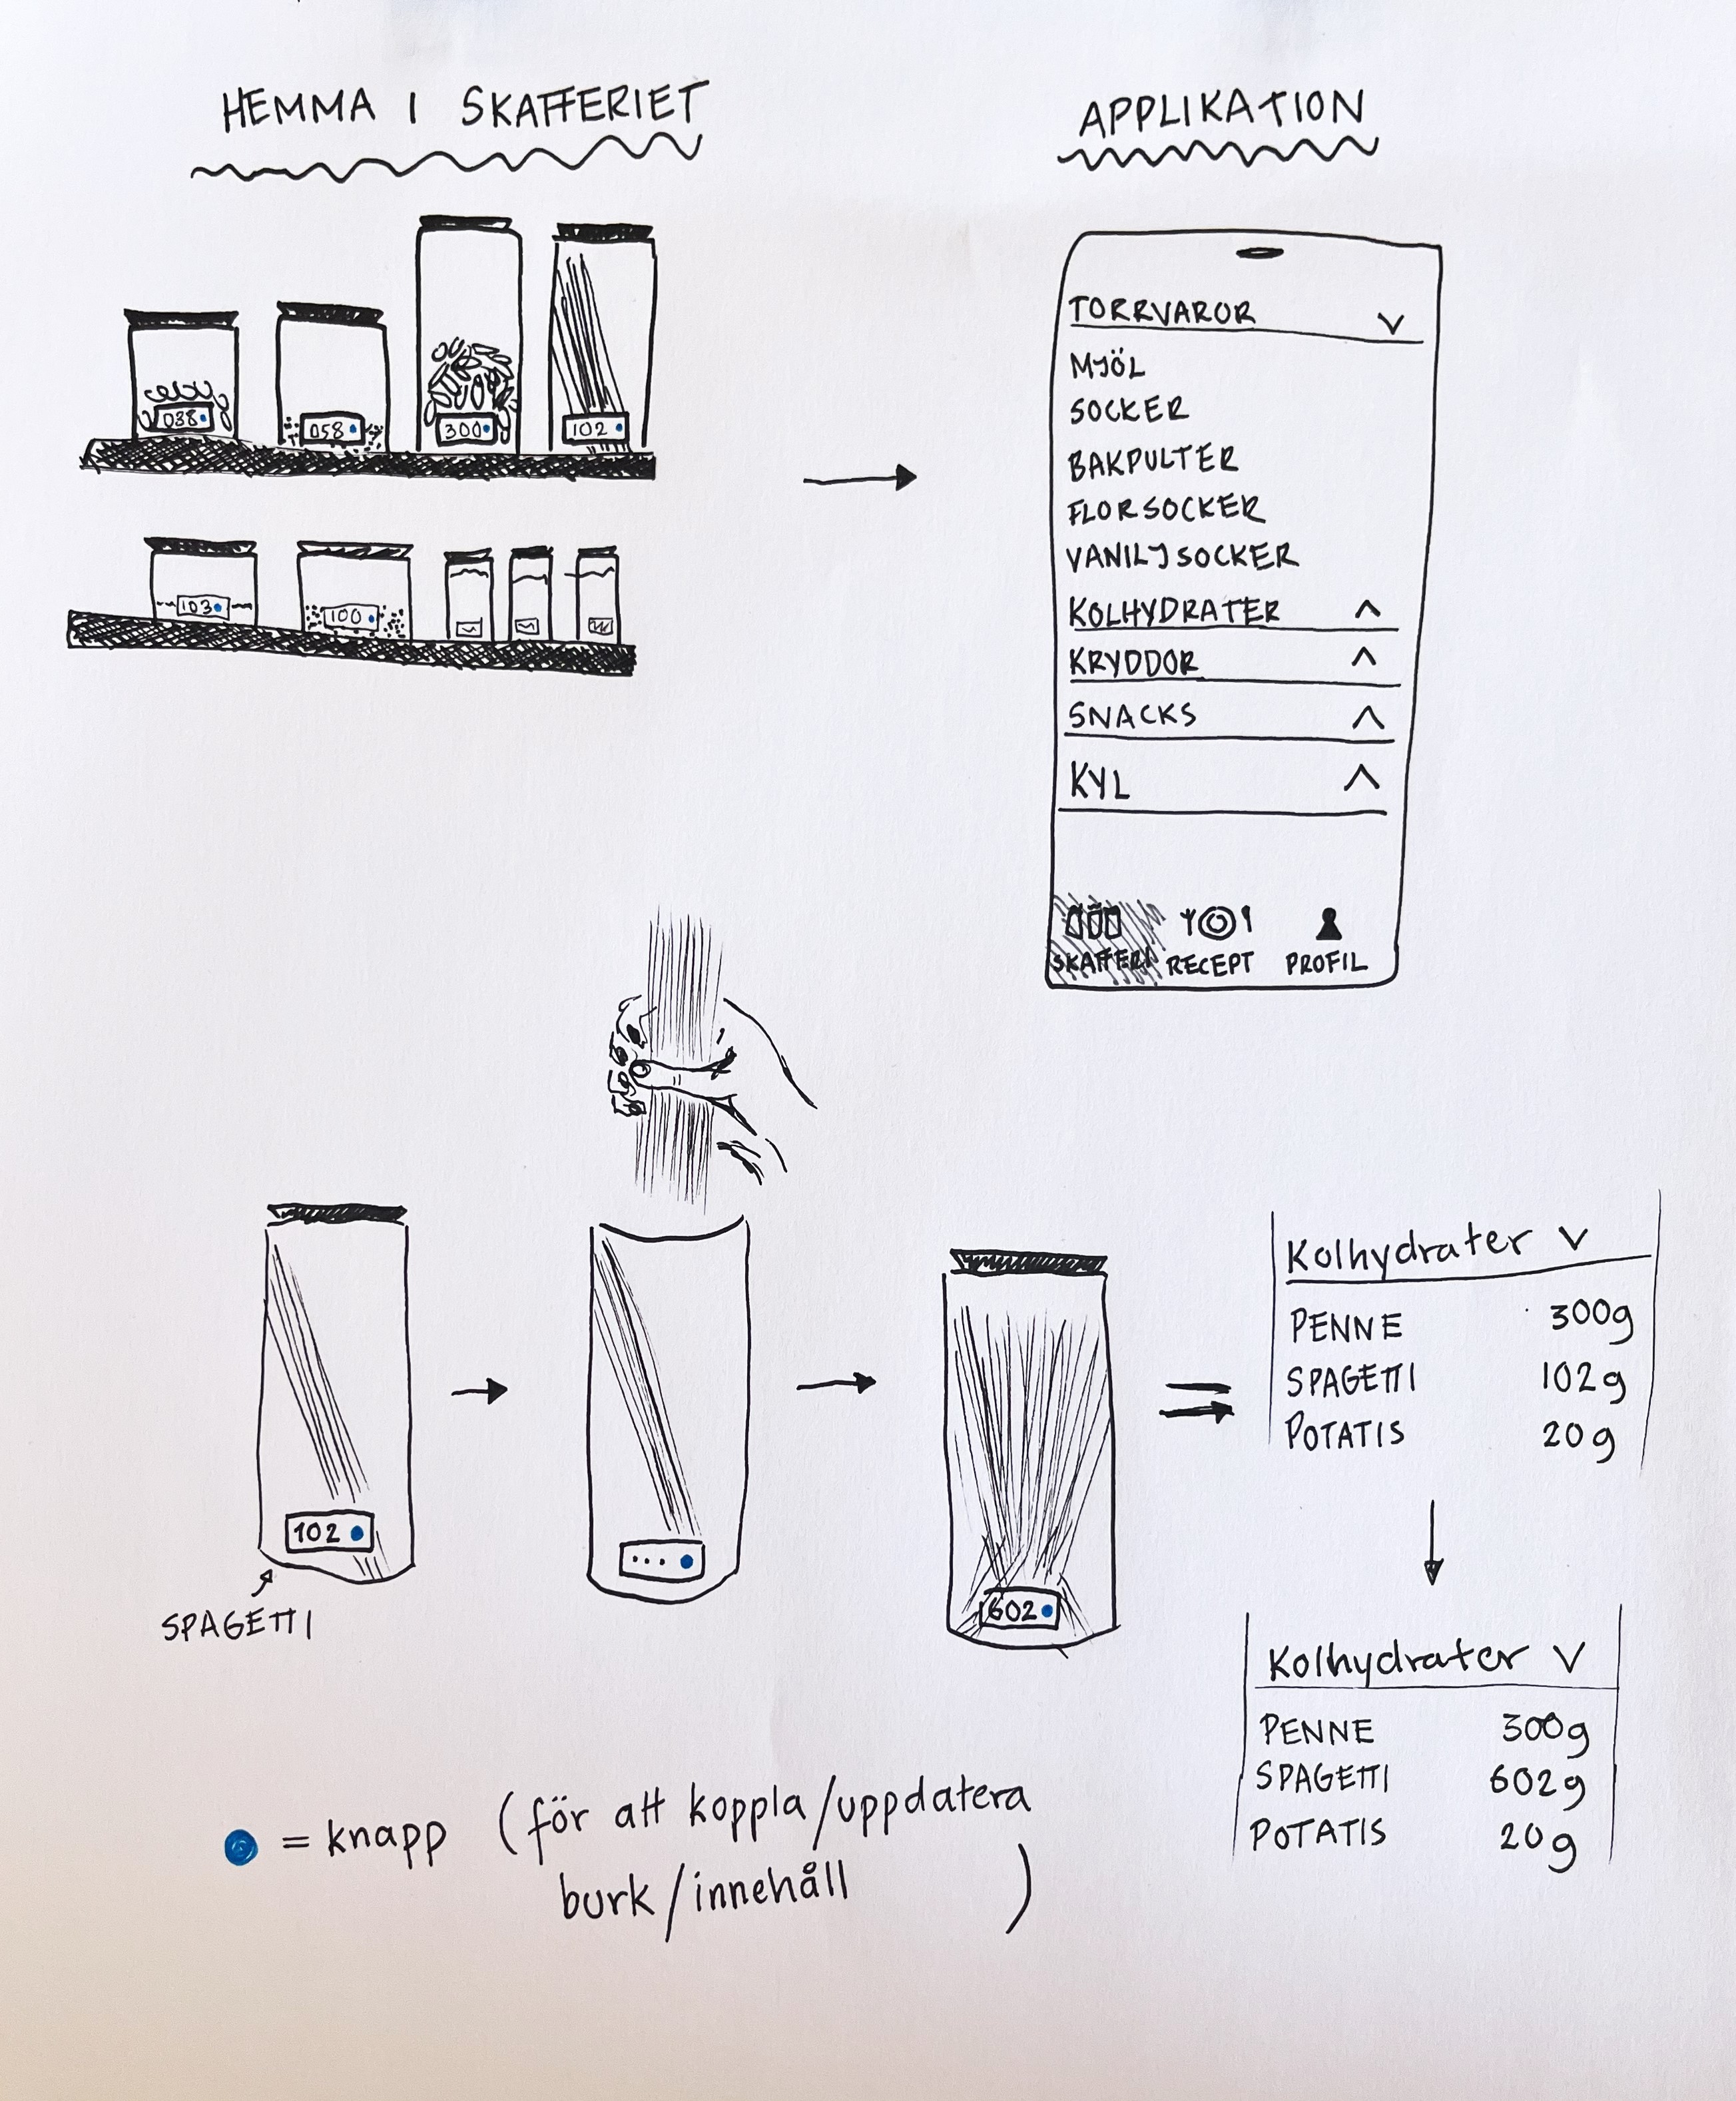 HEMMA I SKAFFERIET
038
058
300
102
103
100
APPLIKATION
TORRVAROR V
MJÖL
SOCKER
BAKPULTER
FLORSOCKER
VANILJSOCKER
KOLHYDRATER
KRYDDOR
SNACKS
KYL
SKAFFERI RECEPT PROFIL
102
SPAGETTI
...
602
Kolhydrater V
PENNE 300g
SPAGETTI 102g
POTATIS 20g
Kolhydrater V
PENNE 300g
SPAGETTI 602g
POTATIS 20g
= knapp (för att koppla/uppdatera
burk/innehåll )